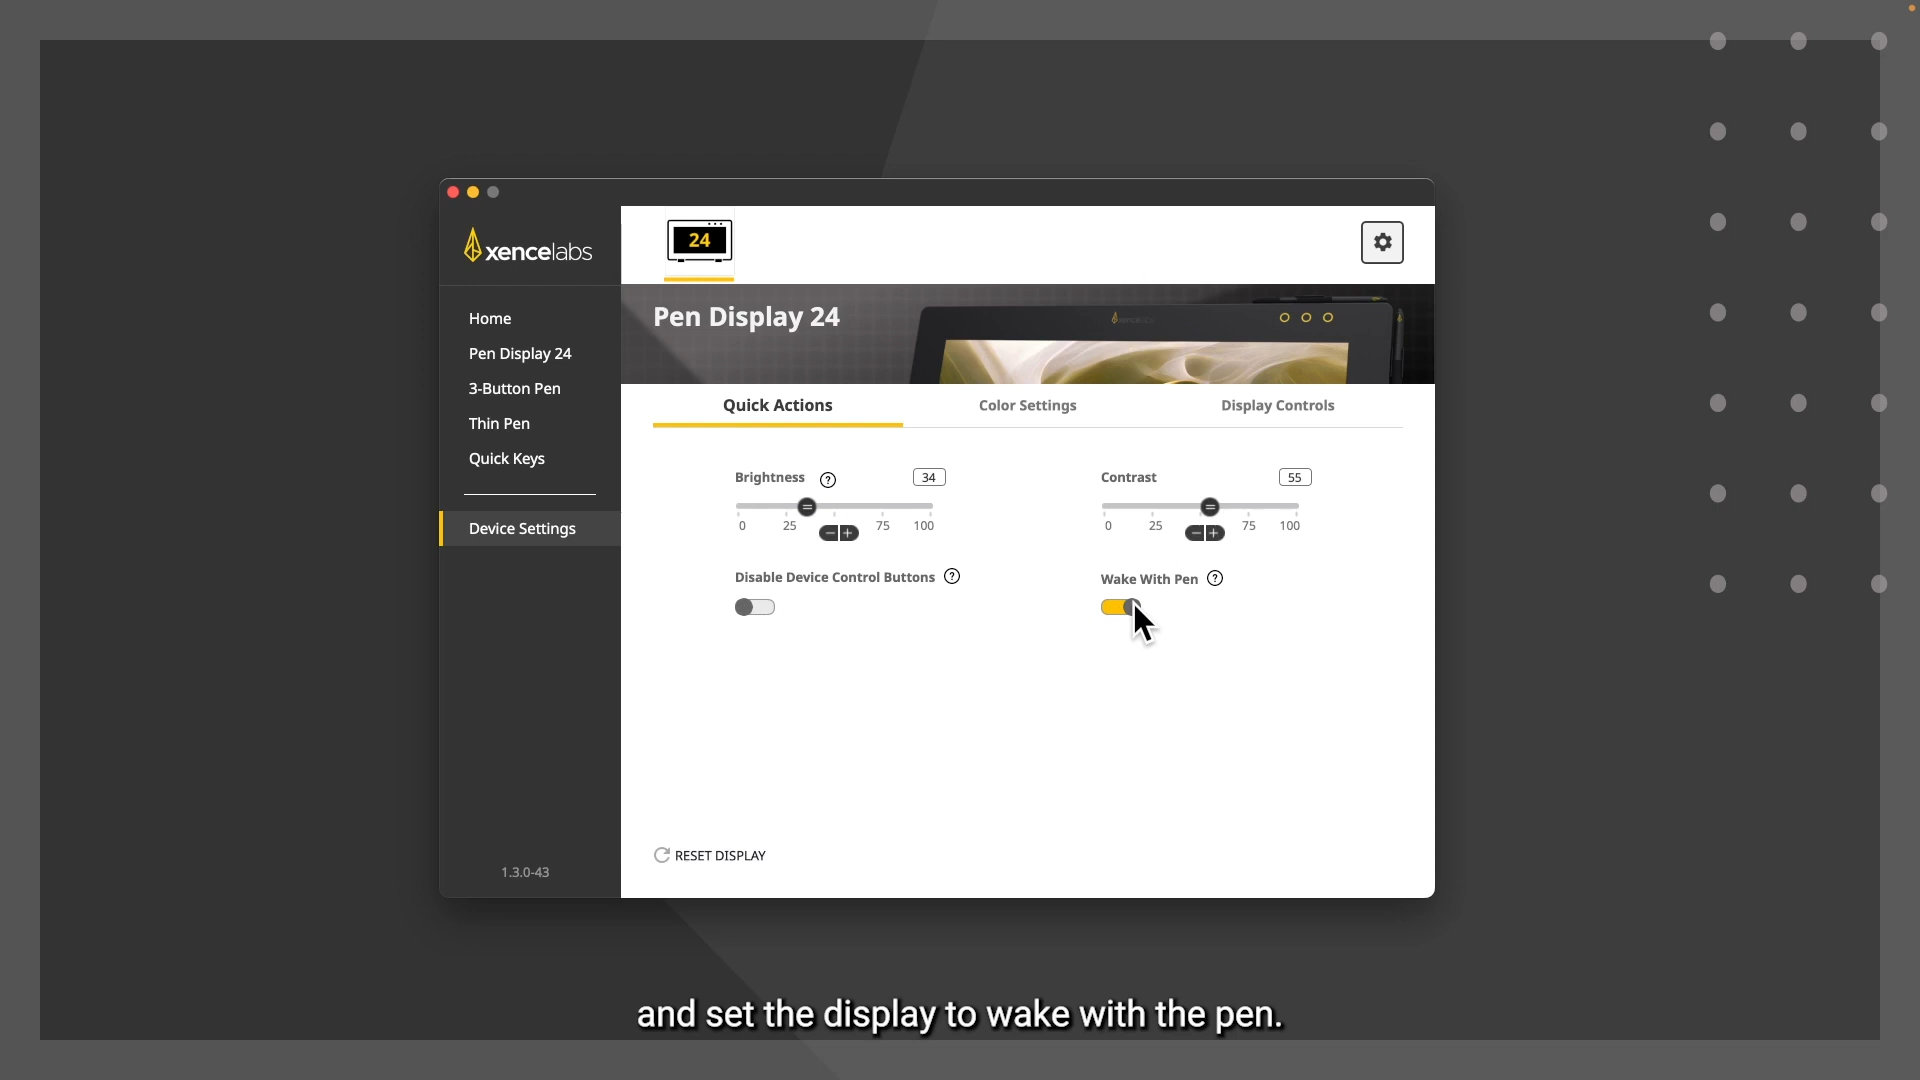 xencelabs
24
Home
Pen Display 24
3-Button Pen
Thin Pen
Quick Keys
Device Settings
1.3.0-43
Pen Display 24
xencelabs
Quick Actions
Color Settings
Display Controls
Brightness ? 34
0 25 75 100
− +
Contrast 55
0 25 75 100
− +
Disable Device Control Buttons ?
Wake With Pen ?
RESET DISPLAY
and set the display to wake with the pen.